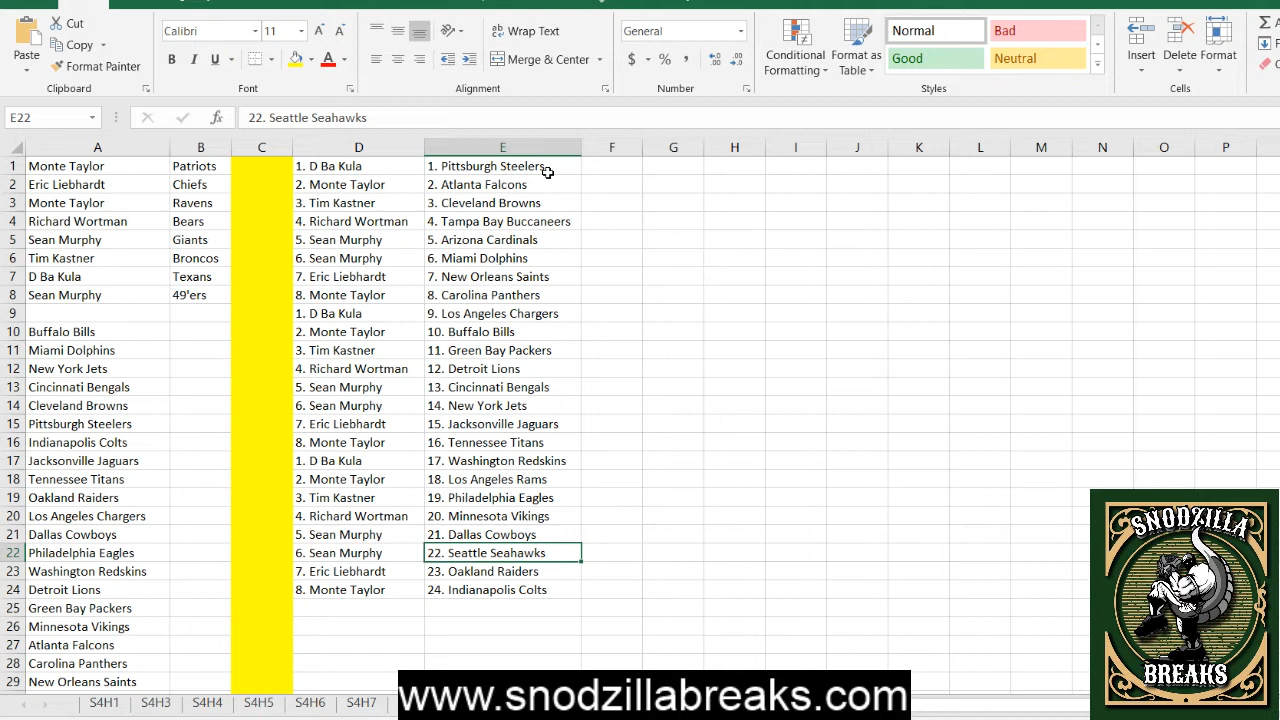 Cut
Calibri 11
Wrap Text
General
Normal Bad
Copy
Paste
Format Painter
B I U
Merge & Center
$ % ,
Conditional Formatting
Format as Table
Good Neutral
Insert Delete Format
Clipboard Font Alignment Number Styles Cells
E22 22. Seattle Seahawks
A B C D E F G H I J K L M N O P
1 Monte Taylor Patriots 1. D Ba Kula 1. Pittsburgh Steelers
2 Eric Liebhardt Chiefs 2. Monte Taylor 2. Atlanta Falcons
3 Monte Taylor Ravens 3. Tim Kastner 3. Cleveland Browns
4 Richard Wortman Bears 4. Richard Wortman 4. Tampa Bay Buccaneers
5 Sean Murphy Giants 5. Sean Murphy 5. Arizona Cardinals
6 Tim Kastner Broncos 6. Sean Murphy 6. Miami Dolphins
7 D Ba Kula Texans 7. Eric Liebhardt 7. New Orleans Saints
8 Sean Murphy 49'ers 8. Monte Taylor 8. Carolina Panthers
9 1. D Ba Kula 9. Los Angeles Chargers
10 Buffalo Bills 2. Monte Taylor 10. Buffalo Bills
11 Miami Dolphins 3. Tim Kastner 11. Green Bay Packers
12 New York Jets 4. Richard Wortman 12. Detroit Lions
13 Cincinnati Bengals 5. Sean Murphy 13. Cincinnati Bengals
14 Cleveland Browns 6. Sean Murphy 14. New York Jets
15 Pittsburgh Steelers 7. Eric Liebhardt 15. Jacksonville Jaguars
16 Indianapolis Colts 8. Monte Taylor 16. Tennessee Titans
17 Jacksonville Jaguars 1. D Ba Kula 17. Washington Redskins
18 Tennessee Titans 2. Monte Taylor 18. Los Angeles Rams
19 Oakland Raiders 3. Tim Kastner 19. Philadelphia Eagles
20 Los Angeles Chargers 4. Richard Wortman 20. Minnesota Vikings
21 Dallas Cowboys 5. Sean Murphy 21. Dallas Cowboys
22 Philadelphia Eagles 6. Sean Murphy 22. Seattle Seahawks
23 Washington Redskins 7. Eric Liebhardt 23. Oakland Raiders
24 Detroit Lions 8. Monte Taylor 24. Indianapolis Colts
25 Green Bay Packers
26 Minnesota Vikings
27 Atlanta Falcons
28 Carolina Panthers
29 New Orleans Saints
S4H1 S4H3 S4H4 S4H5 S4H6 S4H7
www.snodzillabreaks.com
SNODZILLA
BREAKS